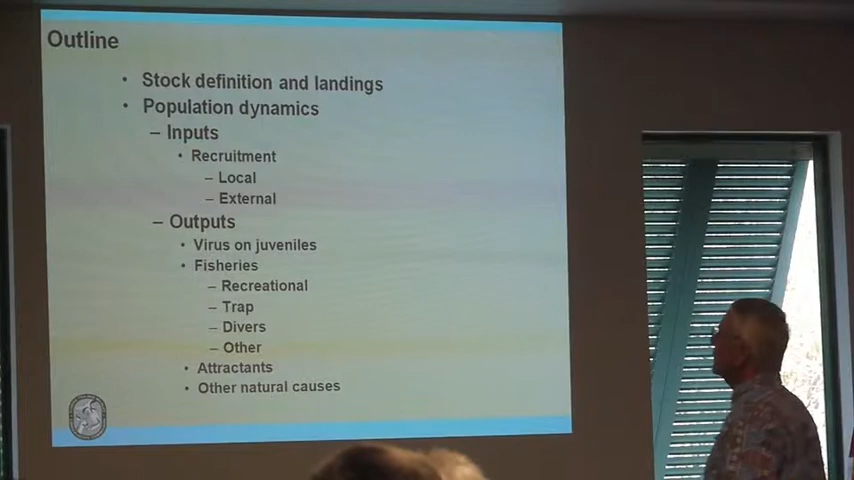 Outline
• Stock definition and landings
• Population dynamics
– Inputs
• Recruitment
– Local
– External
– Outputs
• Virus on juveniles
• Fisheries
– Recreational
– Trap
– Divers
– Other
• Attractants
• Other natural causes